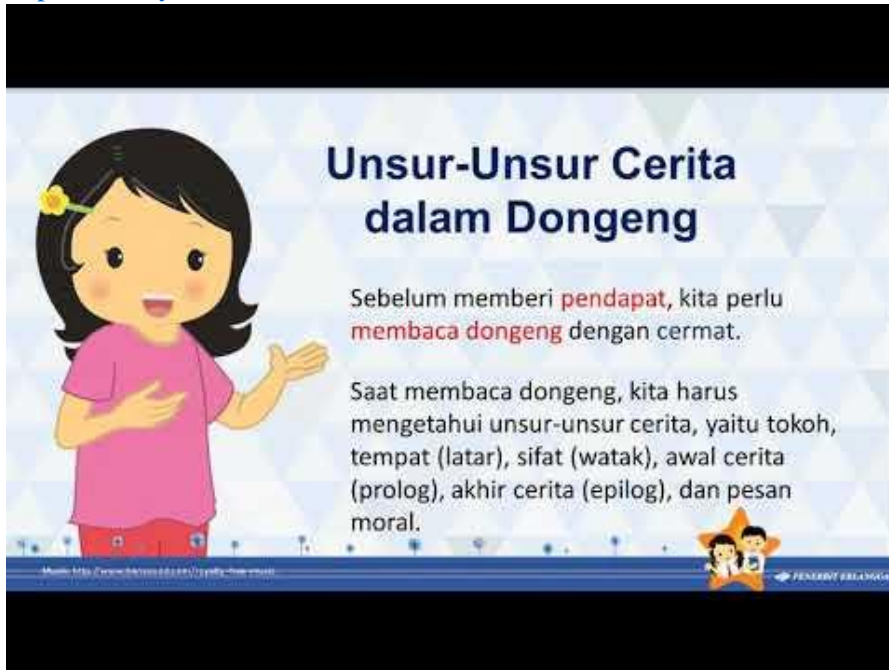 Unsur-Unsur Cerita
dalam Dongeng
Sebelum memberi pendapat, kita perlu
membaca dongeng dengan cermat.
Saat membaca dongeng, kita harus
mengetahui unsur-unsur cerita, yaitu tokoh,
tempat (latar), sifat (watak), awal cerita
(prolog), akhir cerita (epilog), dan pesan
moral.
PENERBIT ERLANGGA